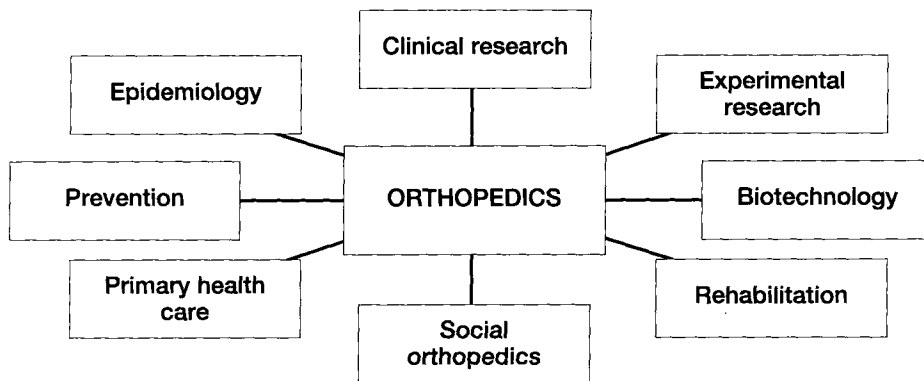 Clinical research
Epidemiology
Experimental
research
Prevention
ORTHOPEDICS
Biotechnology
Primary health
care
Rehabilitation
Social
orthopedics